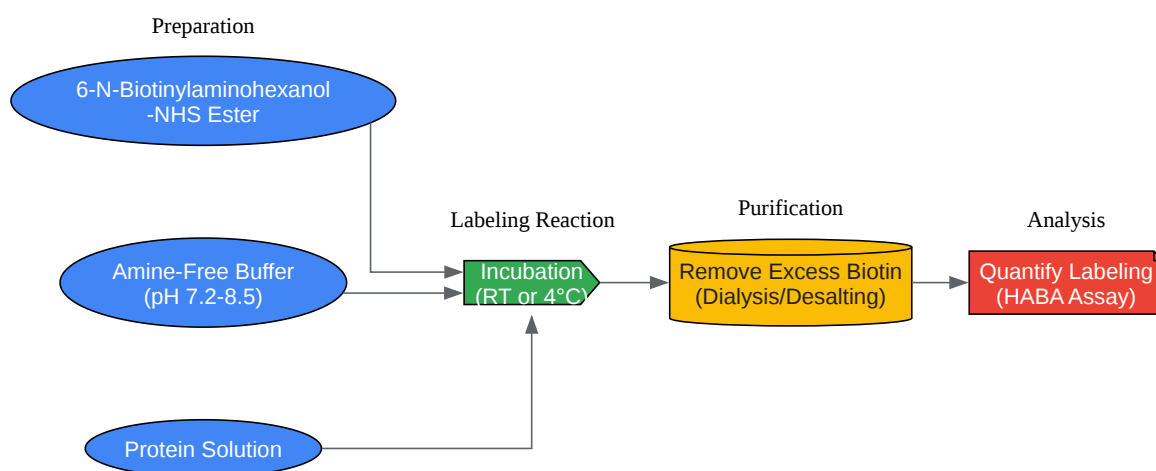 Preparation
6-N-Biotinylaminohexanol
-NHS Ester
Labeling Reaction
Purification
Analysis
Amine-Free Buffer
(pH 7.2-8.5)
Incubation
(RT or 4°C)
Remove Excess Biotin
(Dialysis/Desalting)
Quantify Labeling
(HABA Assay)
Protein Solution